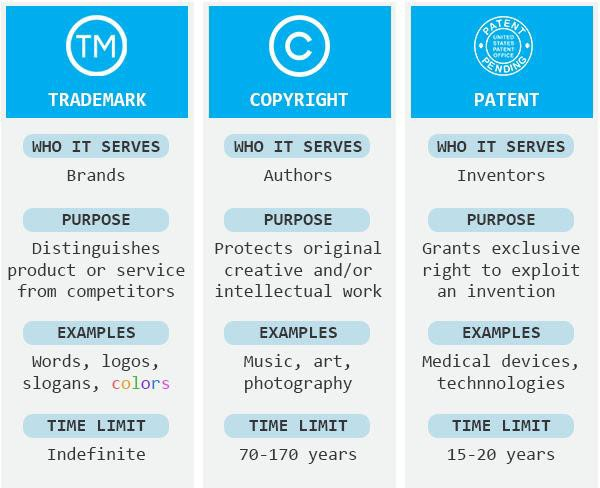 TM
TRADEMARK
WHO IT SERVES
Brands
PURPOSE
Distinguishes
product or service
from competitors
EXAMPLES
Words, logos,
slogans, colors
TIME LIMIT
Indefinite
C
COPYRIGHT
WHO IT SERVES
Authors
PURPOSE
Protects original
creative and/or
intellectual work
EXAMPLES
Music, art,
photography
TIME LIMIT
70-170 years
PATENT
UNITED
STATES
PATENT
OFFICE
PENDING
PATENT
WHO IT SERVES
Inventors
PURPOSE
Grants exclusive
right to exploit
an invention
EXAMPLES
Medical devices,
technnologies
TIME LIMIT
15-20 years